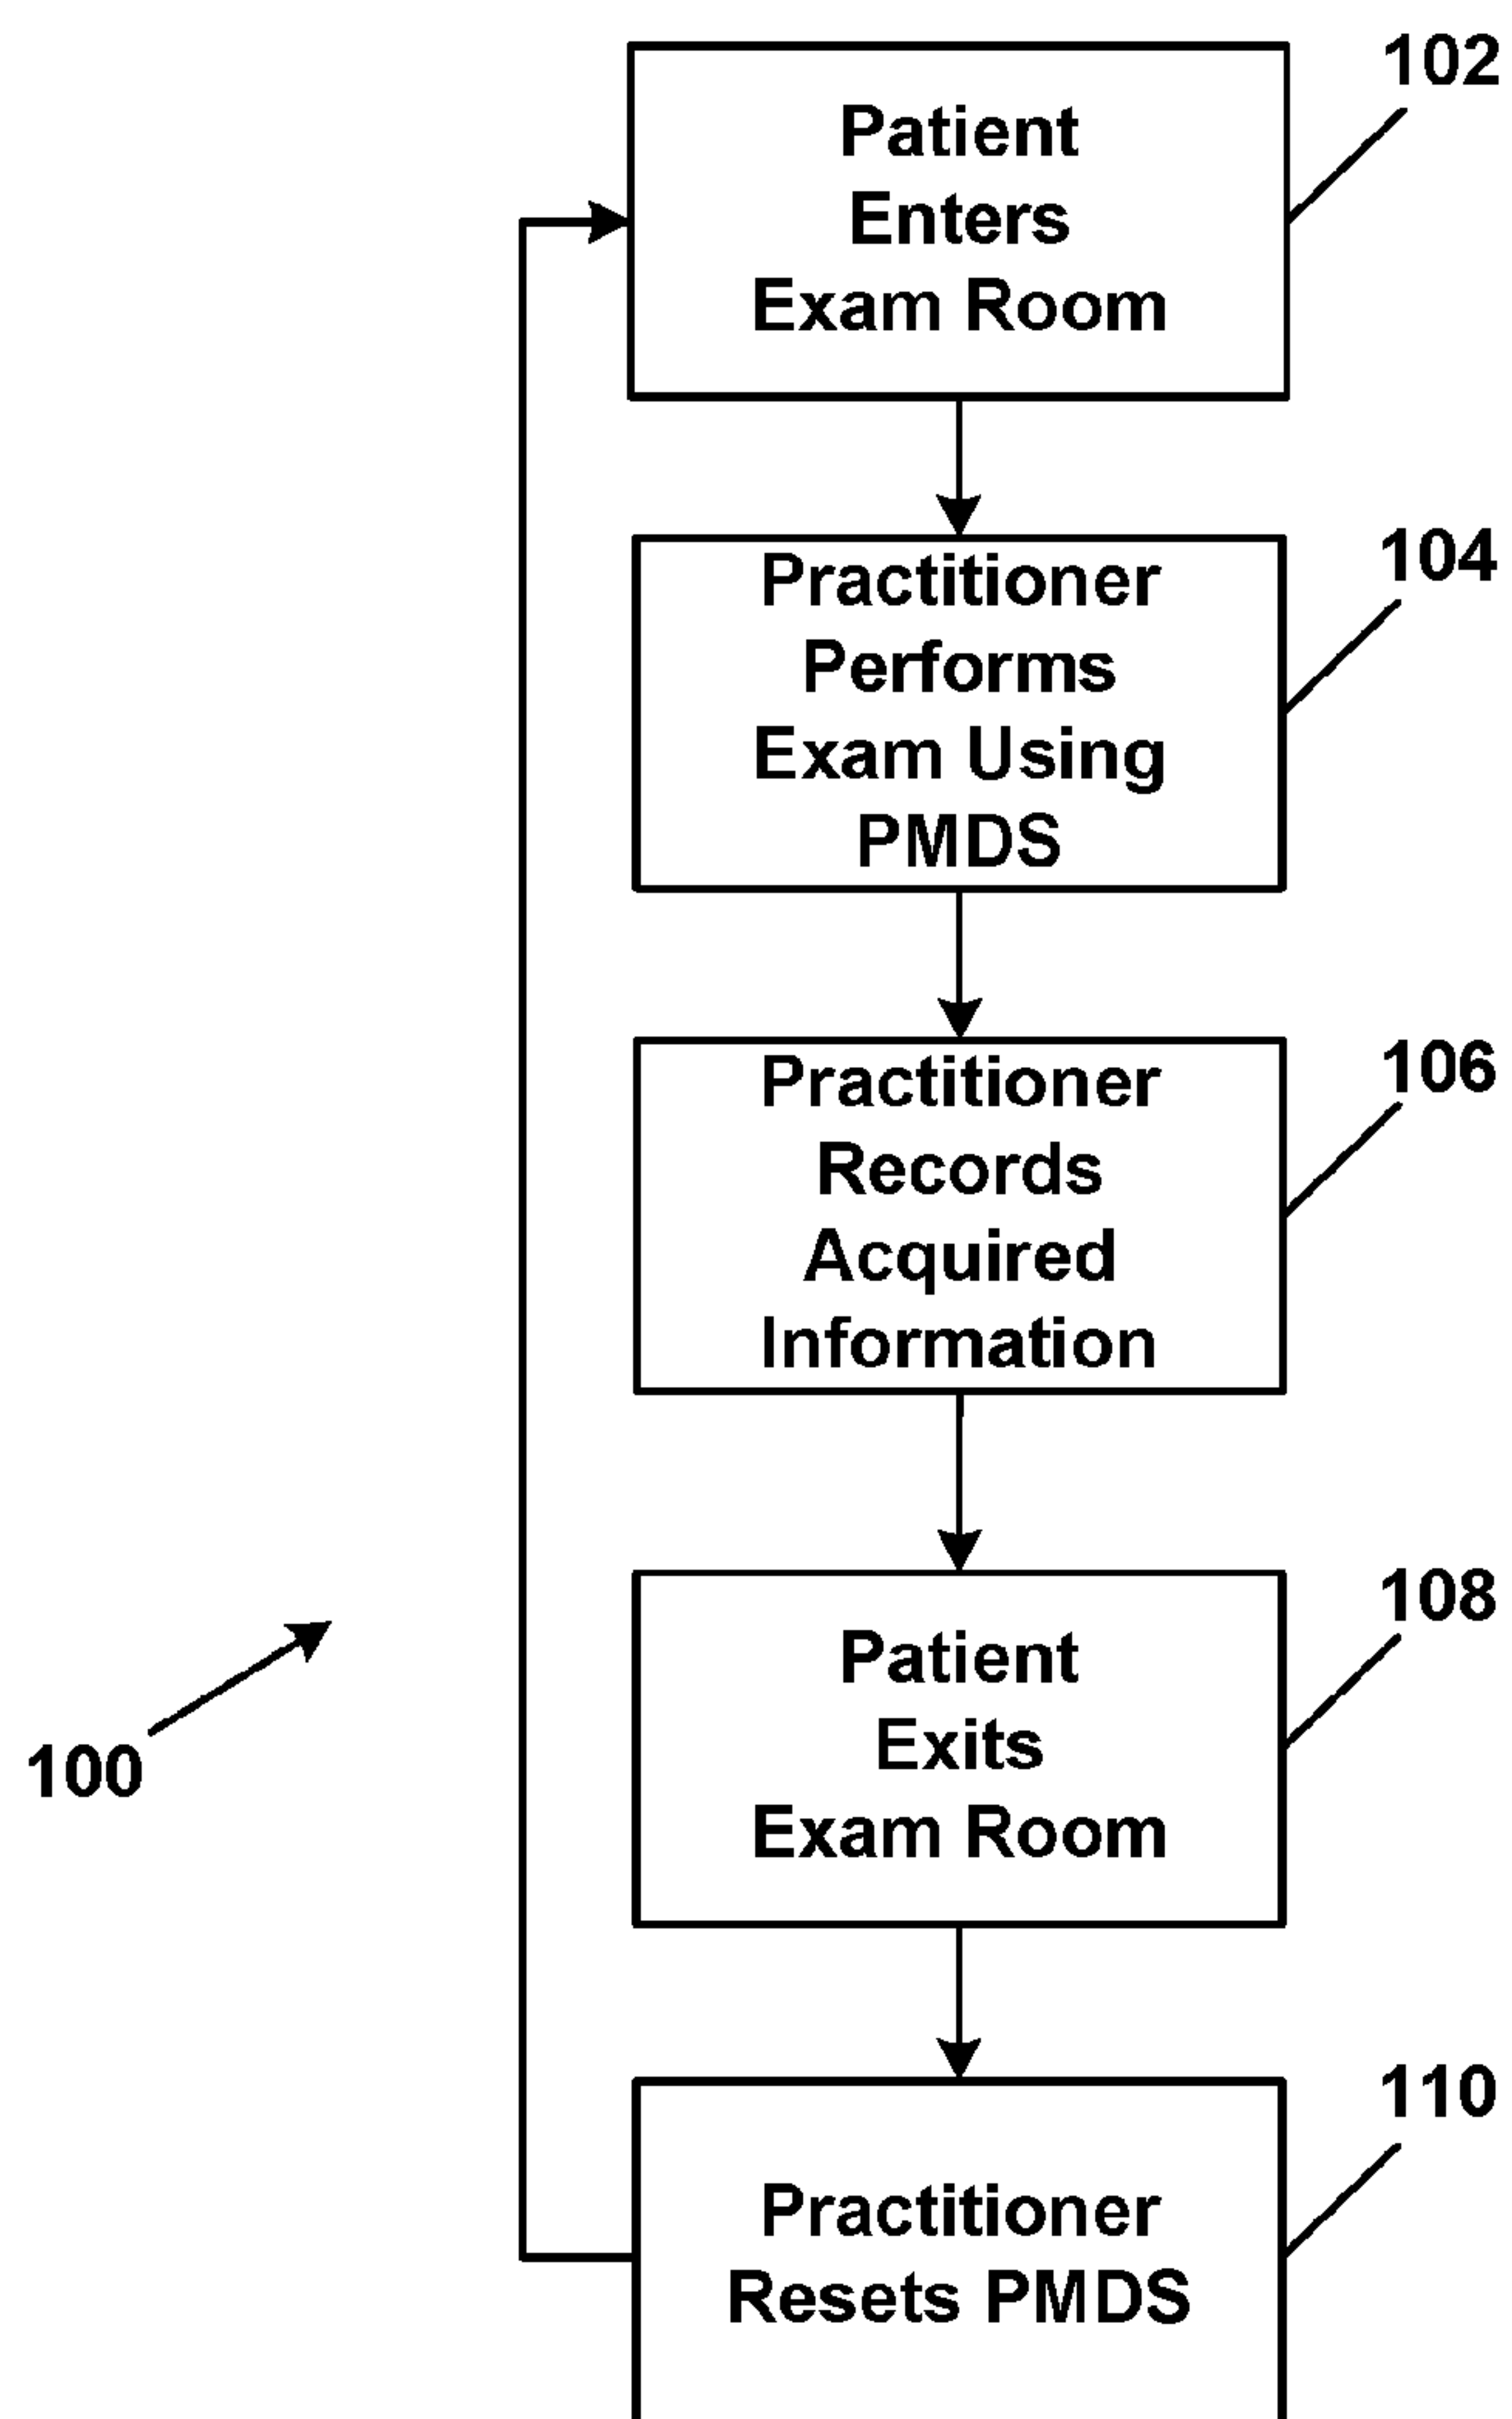 102
Patient
Enters
Exam Room
104
Practitioner
Performs
Exam Using
PMDS
106
Practitioner
Records
Acquired
Information
108
Patient
Exits
Exam Room
100
110
Practitioner
Resets PMDS